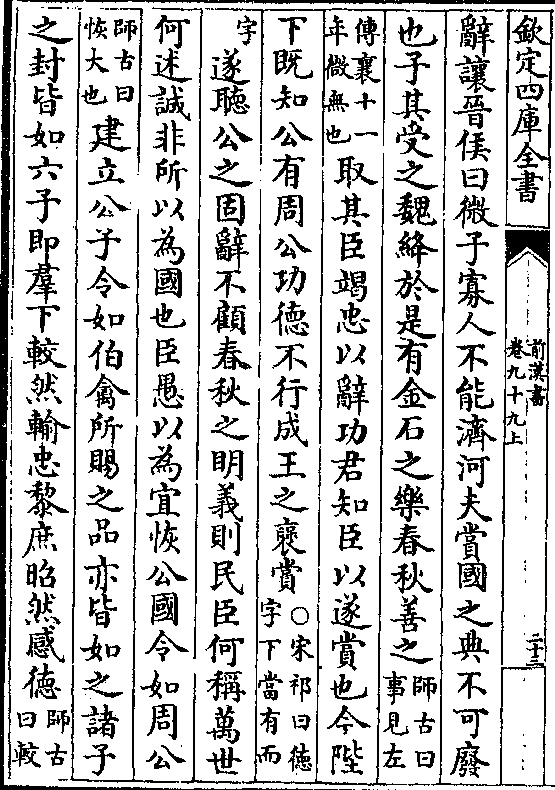 欽定四庫全書
前漢書
卷九十九上
二十三
辭讓晉侯曰微子寡人不能濟河夫賞國之典不可廢
也子其受之魏絳於是有金石之樂春秋善之師古曰事見左
傳襄十一年微無也取其臣竭忠以辭功君知臣以遂賞也今陛
下既知公有周公功德不行成王之襃賞○宋祁曰德字下當有而
字遂聽公之固辭不顧春秋之明義則民臣何稱萬世
何述誠非所以為國也臣愚以為宜恢公國令如周公
師古曰恢大也建立公子令如伯禽所賜之品亦皆如之諸子
之封皆如六子即羣下較然輸忠黎庶昭然感德師古曰較